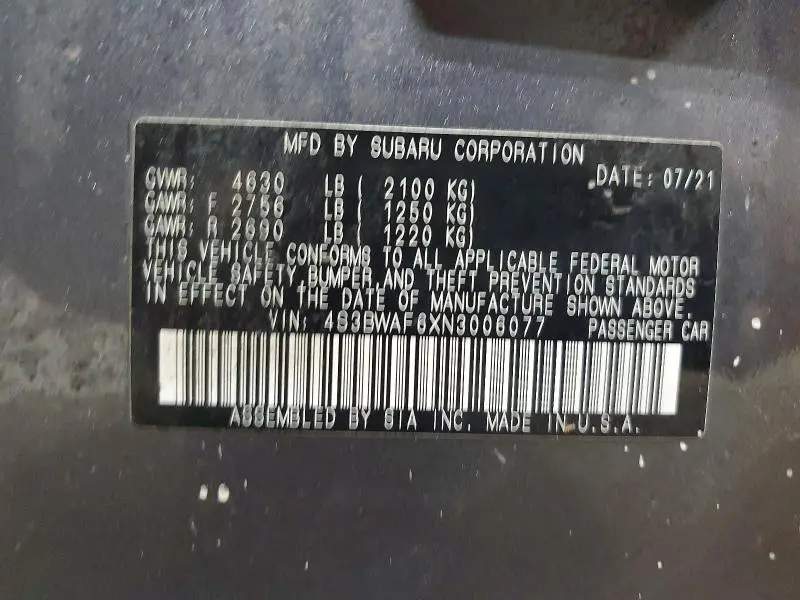 MFD BY SUBARU CORPORATION
DATE: 07/21
GVWR: 4630 LB ( 2100 KG)
GAWR: F 2756 LB ( 1250 KG)
GAWR: R 2690 LB ( 1220 KG)
THIS VEHICLE CONFORMS TO ALL APPLICABLE FEDERAL MOTOR
VEHICLE SAFETY BUMPER AND THEFT PREVENTION STANDARDS
IN EFFECT ON THE DATE OF MANUFACTURE SHOWN ABOVE.
VIN: 4S3BWAF6XN3006077 PASSENGER CAR
ASSEMBLED BY SIA INC. MADE IN U.S.A.